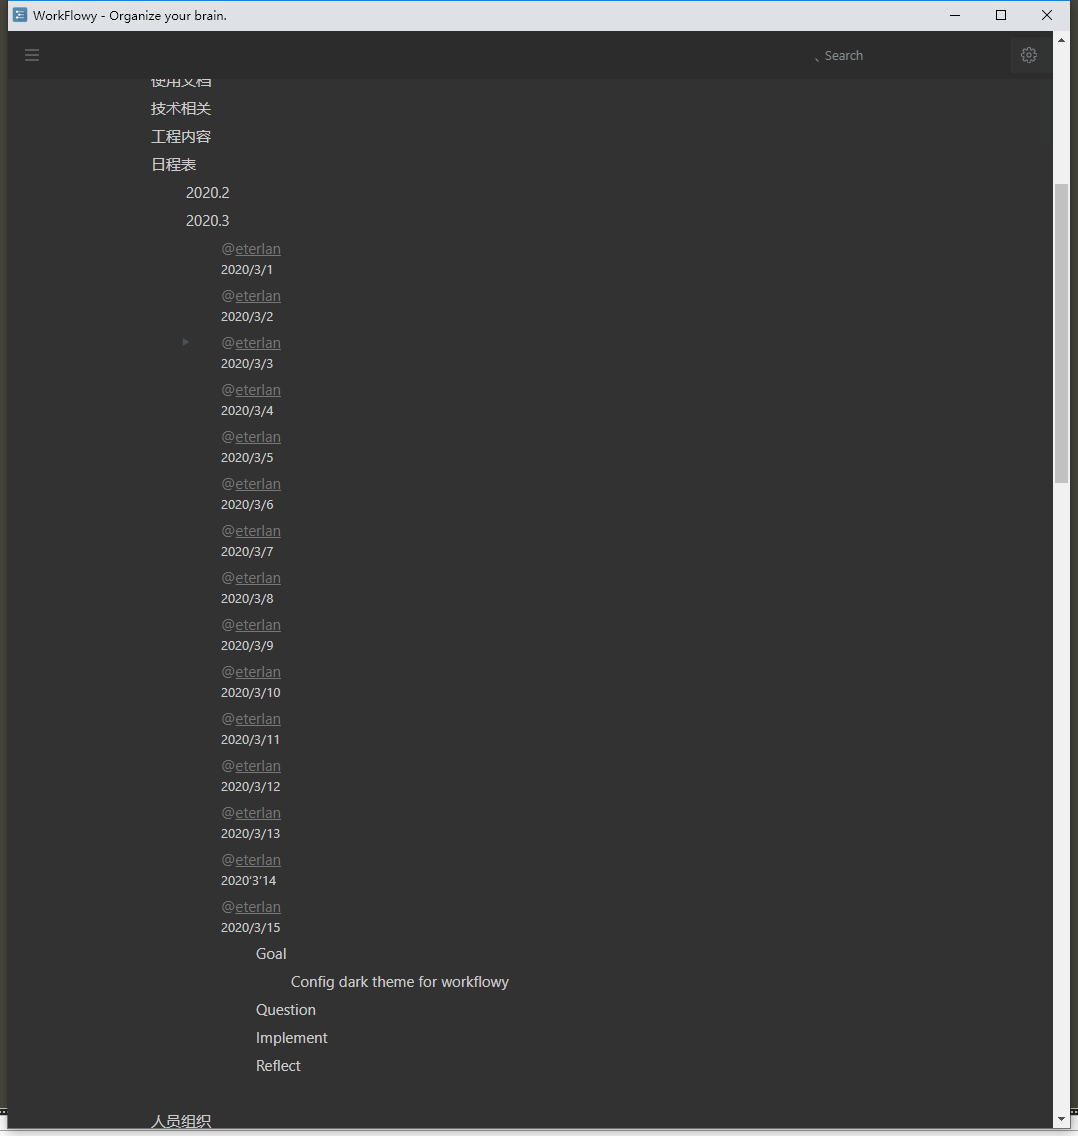 WorkFlowy - Organize your brain.
Search
使用文档
技术相关
工程内容
日程表
2020.2
2020.3
@eterlan
2020/3/1
@eterlan
2020/3/2
@eterlan
2020/3/3
@eterlan
2020/3/4
@eterlan
2020/3/5
@eterlan
2020/3/6
@eterlan
2020/3/7
@eterlan
2020/3/8
@eterlan
2020/3/9
@eterlan
2020/3/10
@eterlan
2020/3/11
@eterlan
2020/3/12
@eterlan
2020/3/13
@eterlan
2020‘3’14
@eterlan
2020/3/15
Goal
Config dark theme for workflowy
Question
Implement
Reflect
人员组织